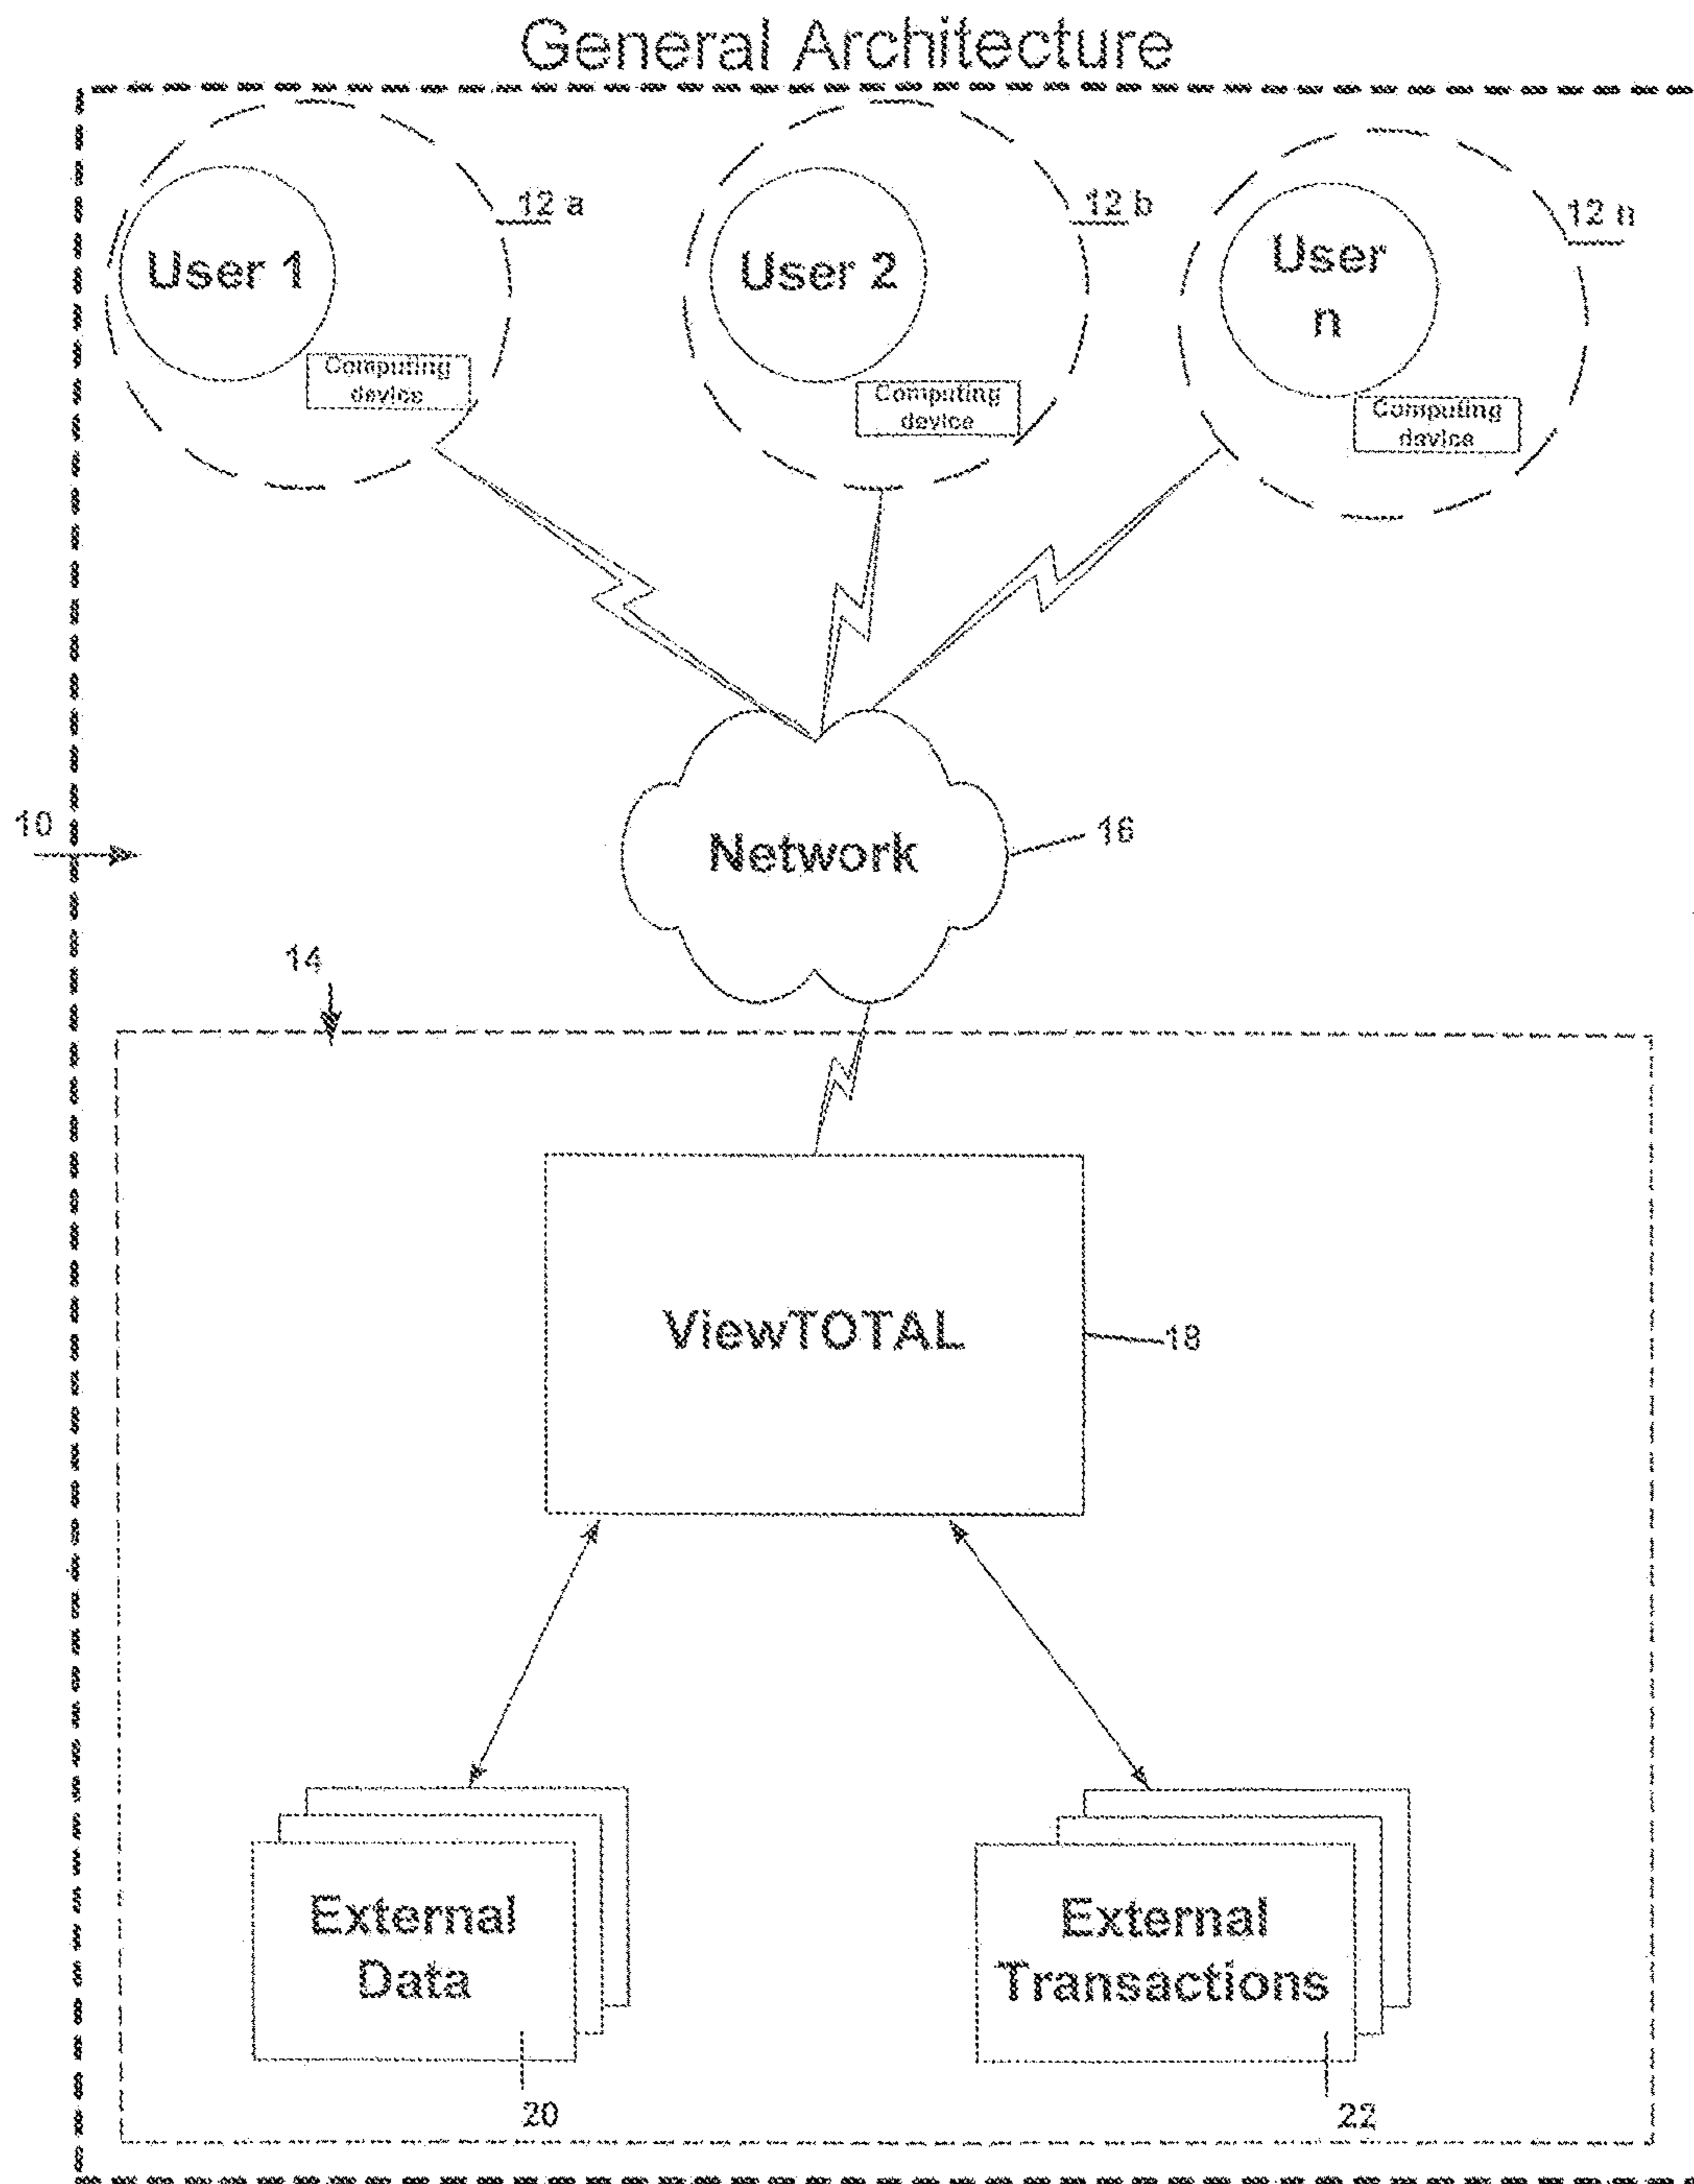 General Architecture
12 a
12 b
12 n
User 1
User 2
User
n
Computing
device
Computing
device
Computing
device
10
Network
16
14
ViewTOTAL
18
External
Data
External
Transactions
20
22